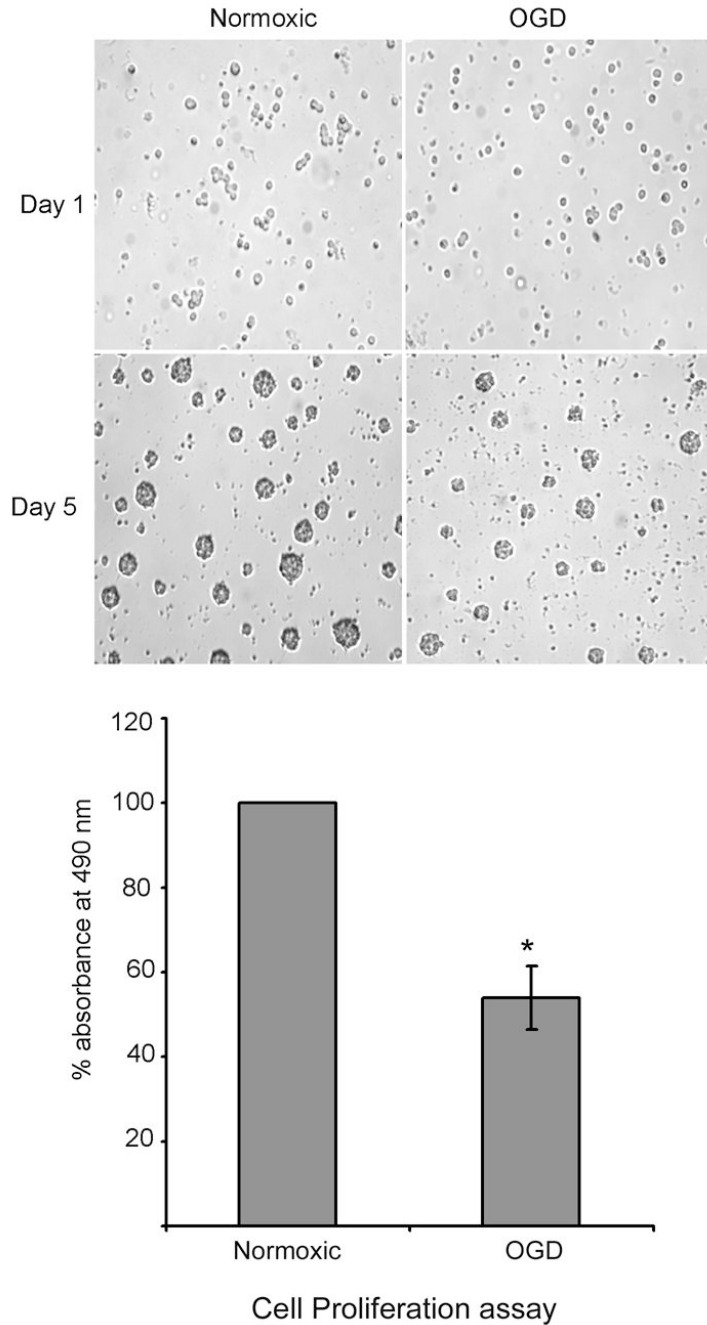 Normoxic OGD
Day 1
Day 5
% absorbance at 490 nm
120
100
80
60
40
20
*
Normoxic OGD
Cell Proliferation assay